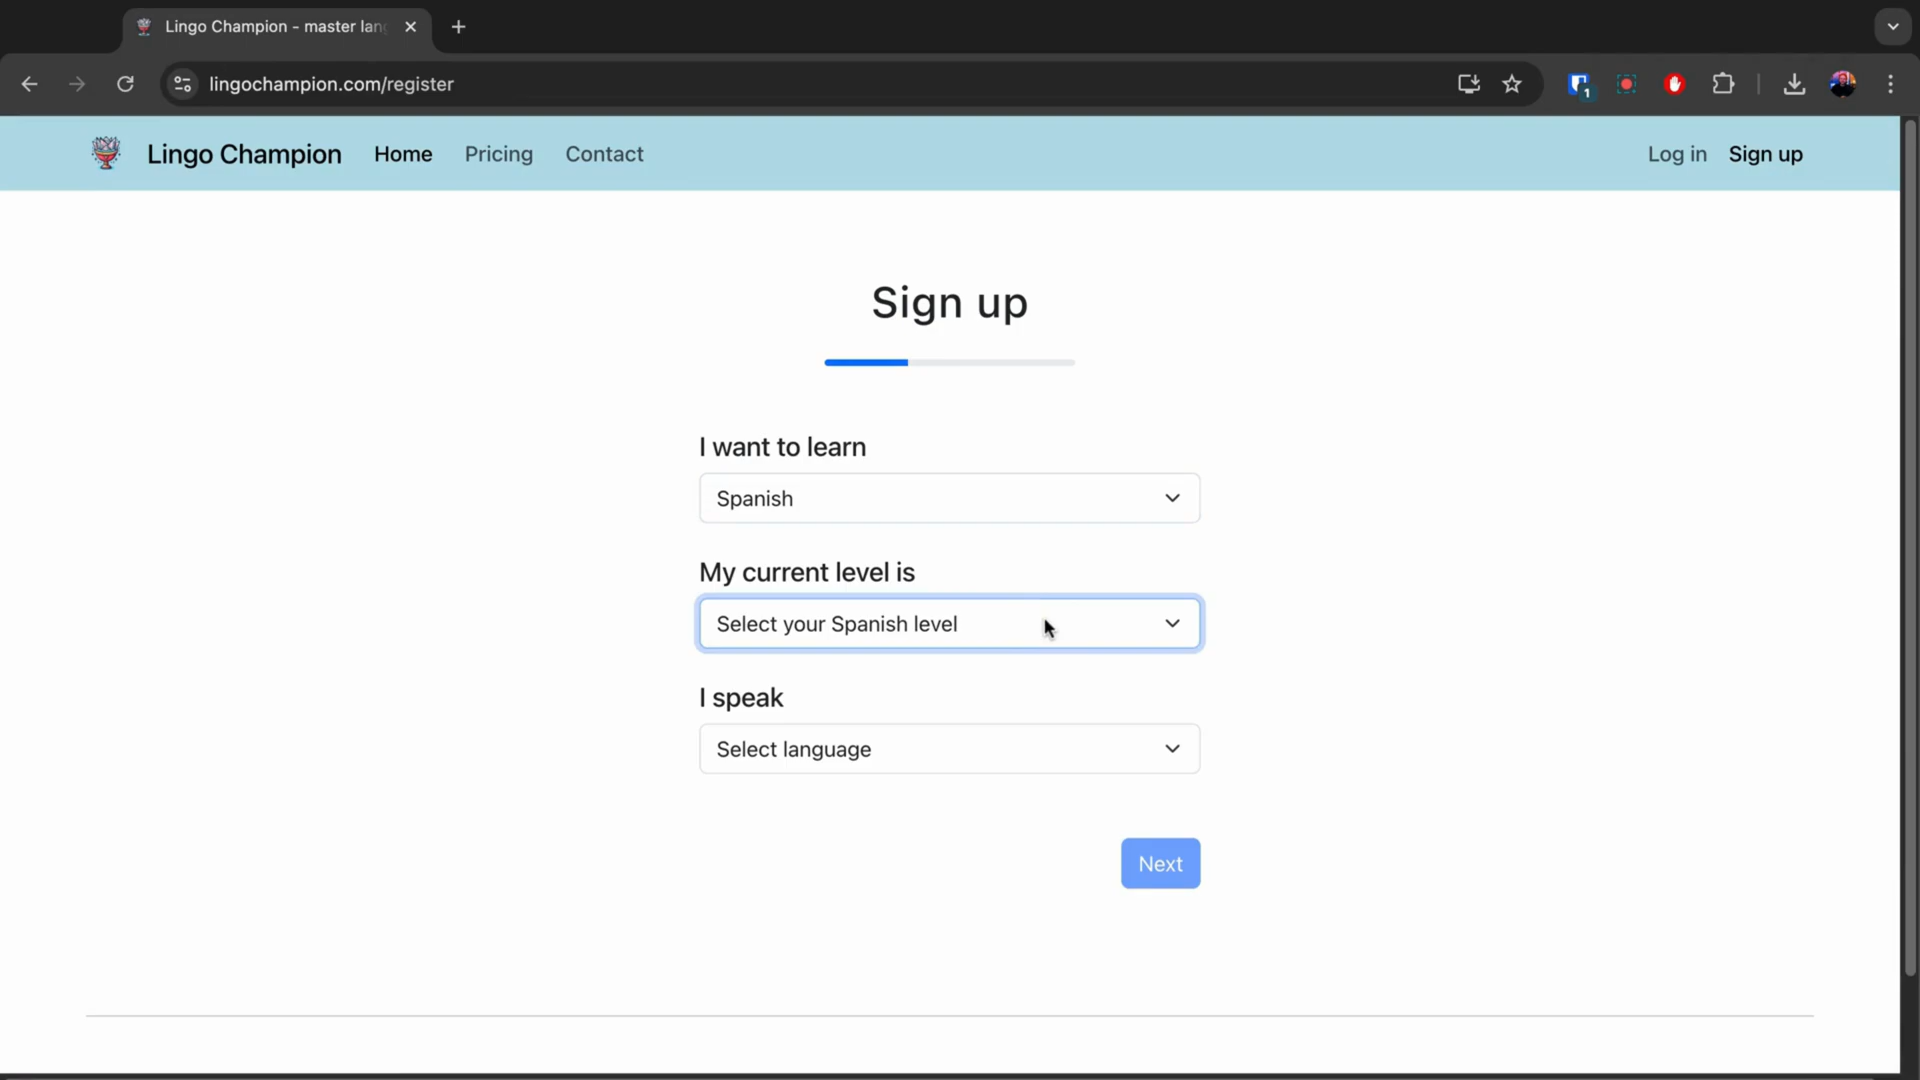 Lingo Champion - master lan
lingochampion.com/register
1
Lingo Champion Home Pricing Contact Log in Sign up
Sign up
I want to learn
Spanish
My current level is
Select your Spanish level
I speak
Select language
Next